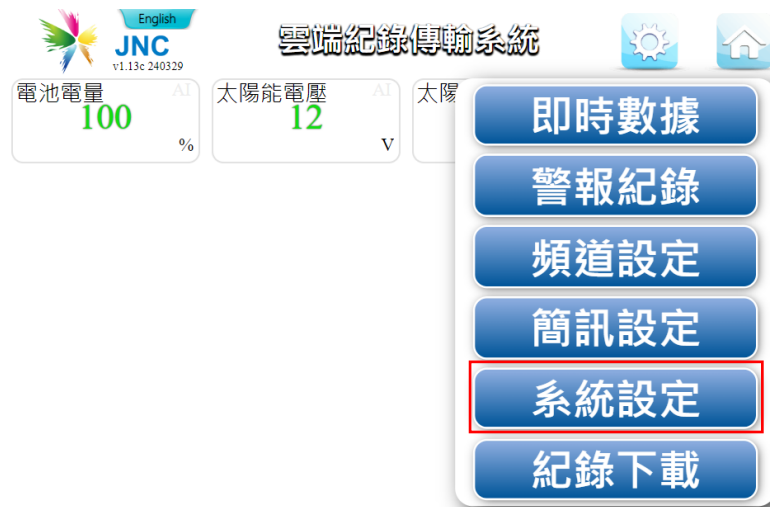 English
JNC
v1.13c 240329
雲端紀錄傳輸系統
電池電量 AI
100
%
太陽能電壓 AI
12
V
太陽
即時數據
警報紀錄
頻道設定
簡訊設定
系統設定
紀錄下載